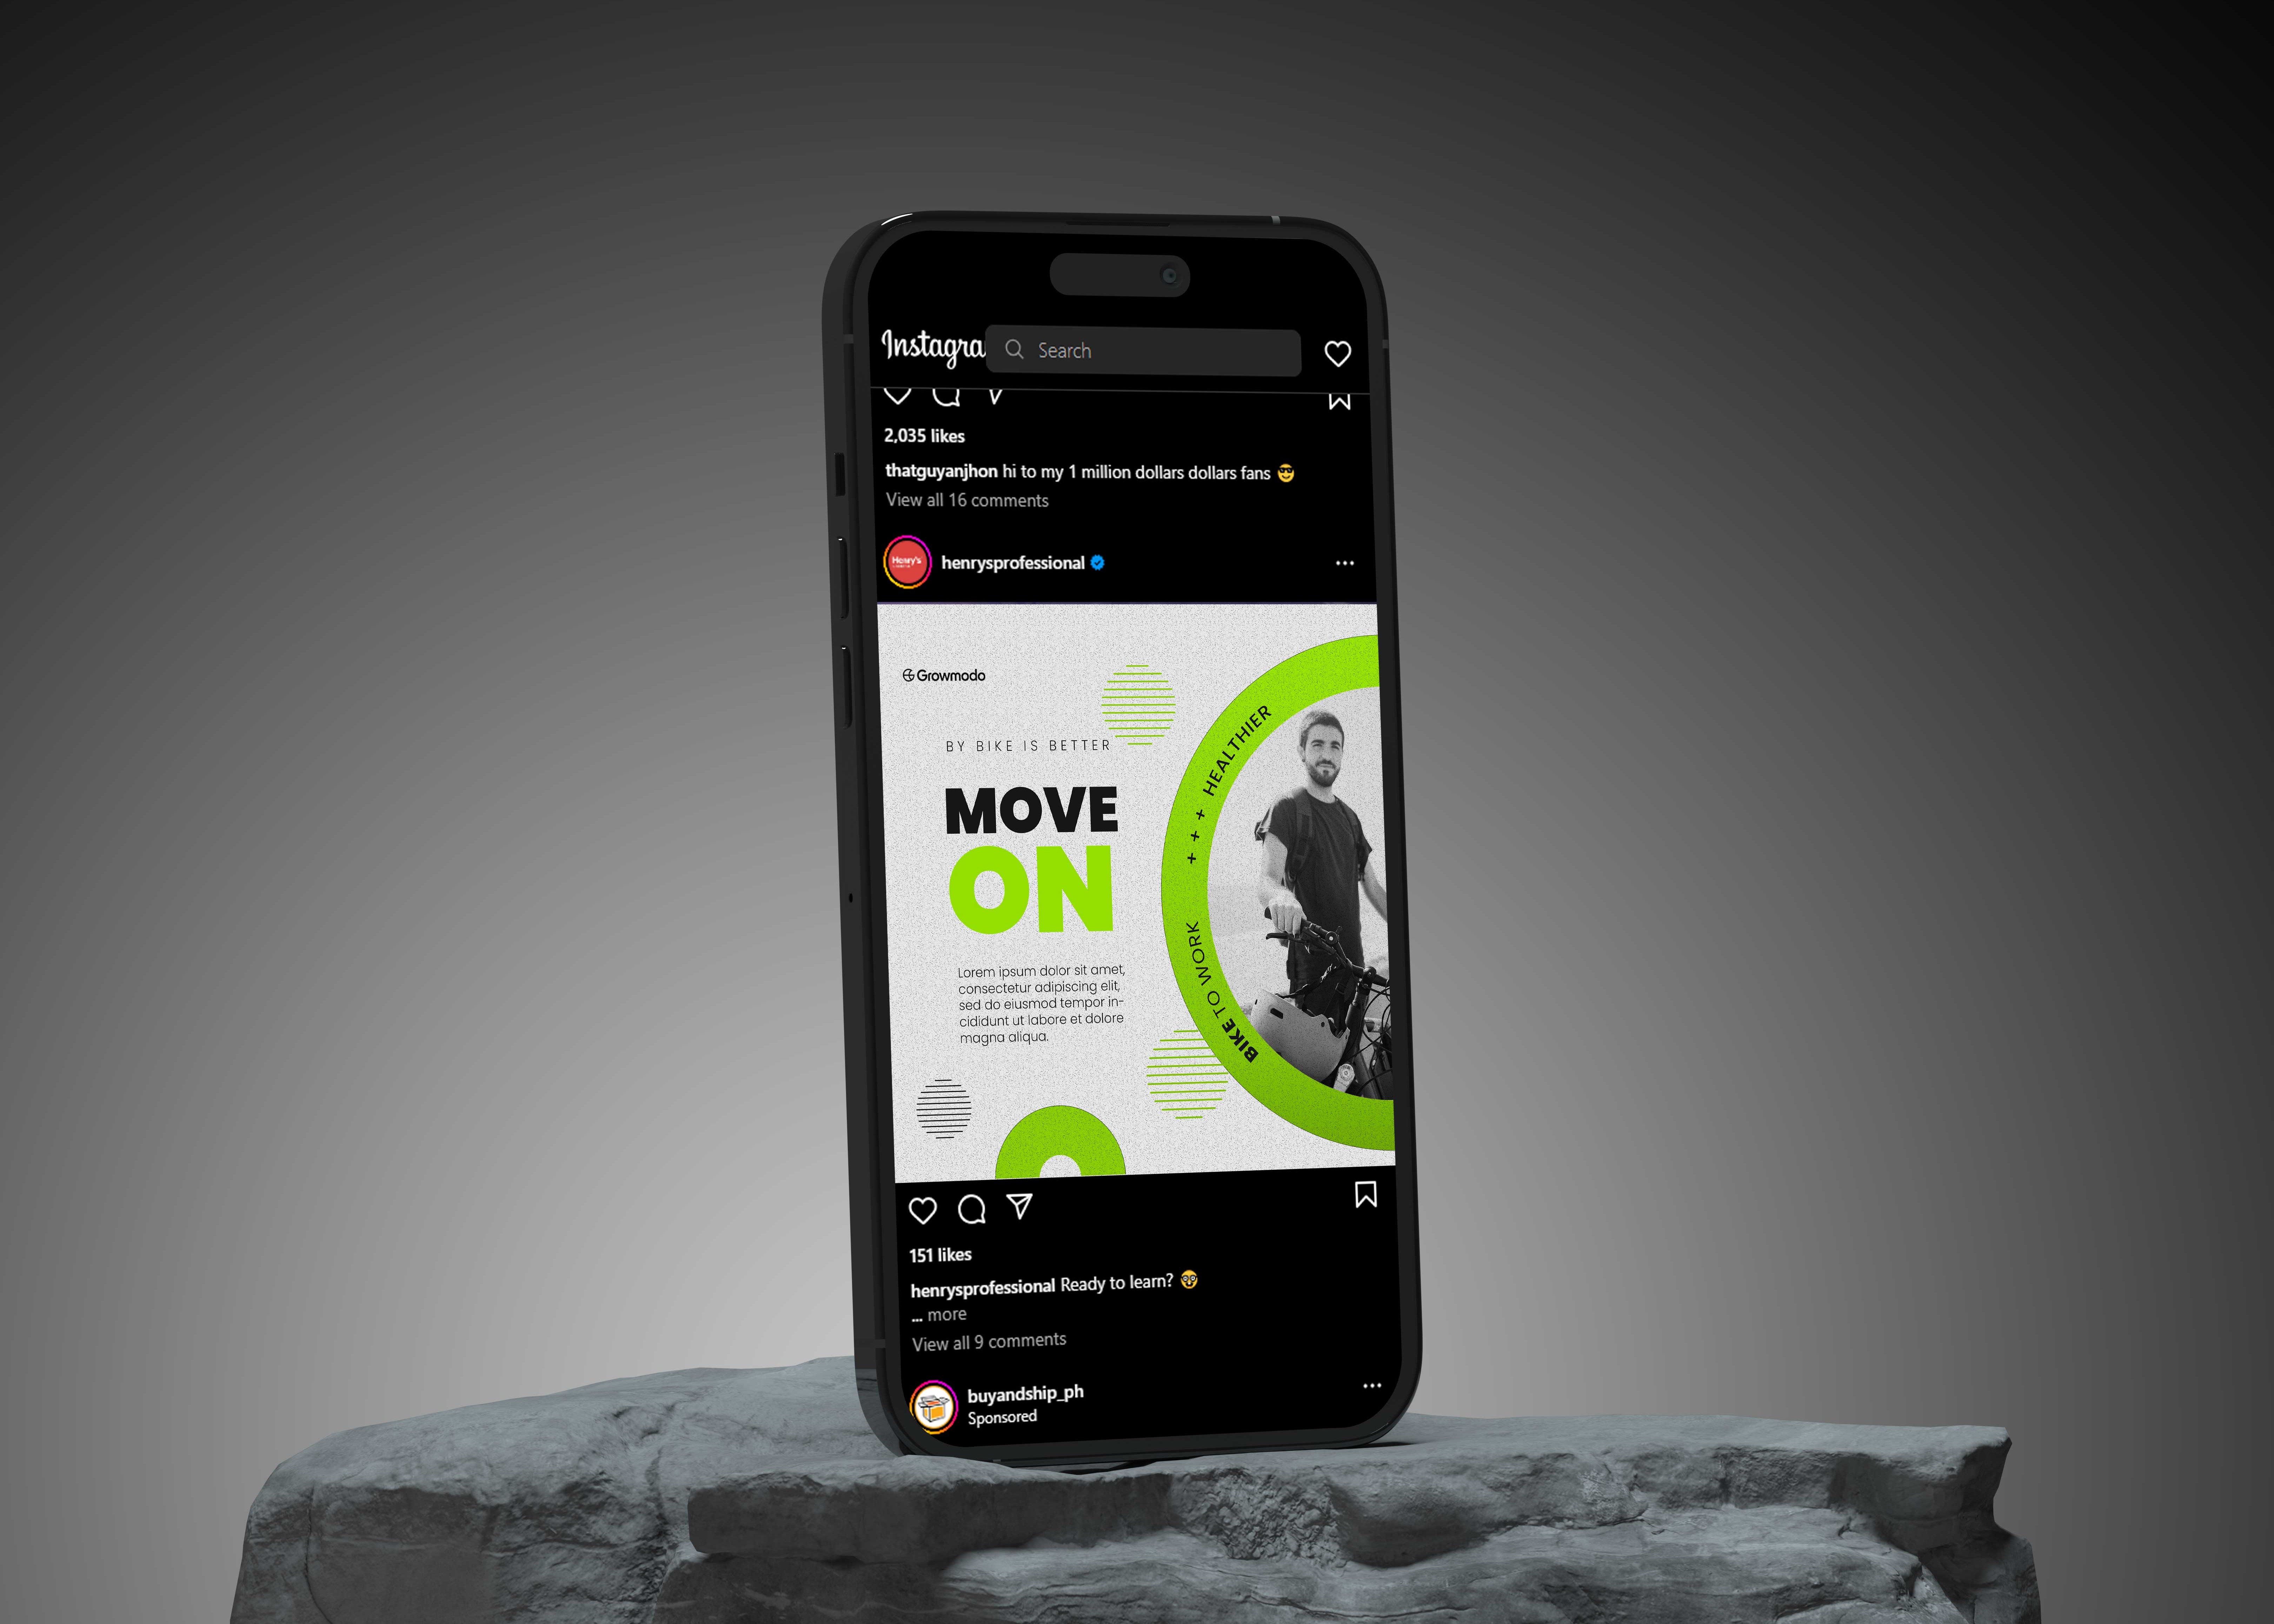 Instagra
Search
2,035 likes
thatguyanjhon hi to my 1 million dollars dollars fans 😎
View all 16 comments
Henry's
henrysprofessional
Growmodo
BY BIKE IS BETTER
MOVE
ON
Lorem ipsum dolor sit amet,
consectetur adipiscing elit,
sed do eiusmod tempor in-
cididunt ut labore et dolore
magna aliqua.
BIKE TO WORK + + + HEALTHIER
151 likes
henrysprofessional Ready to learn? 🤓
... more
View all 9 comments
buyandship_ph
Sponsored